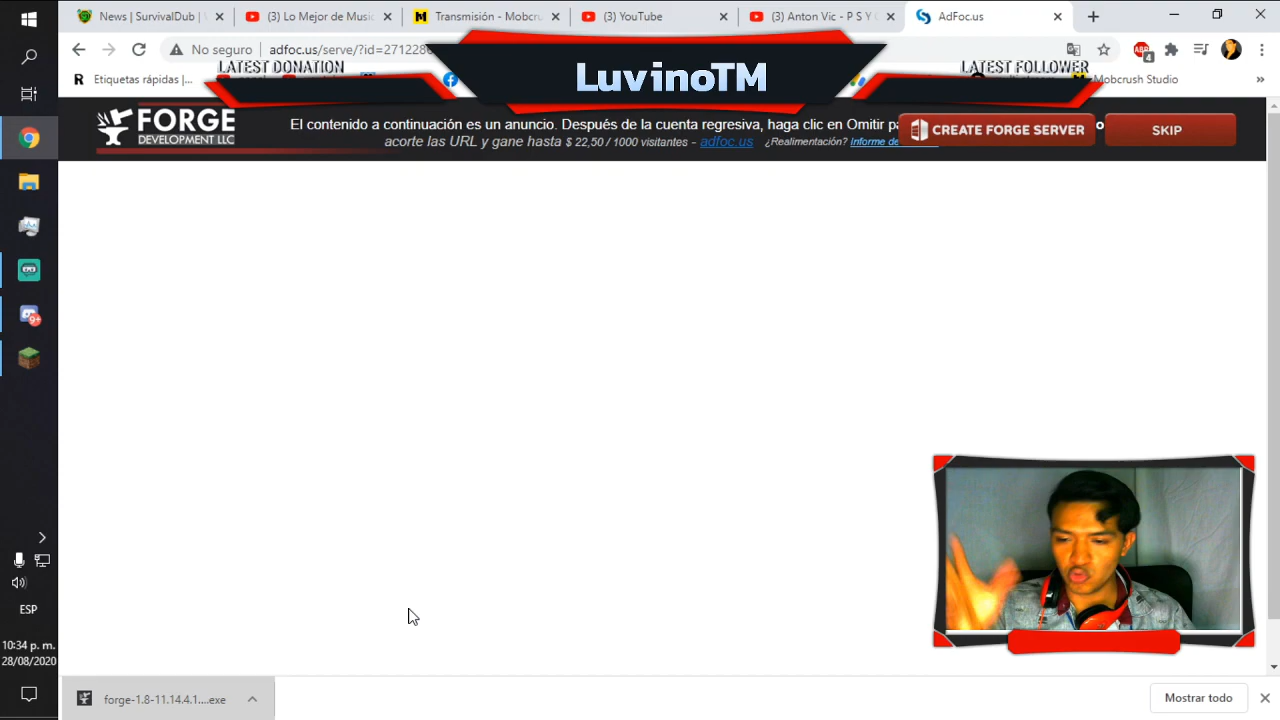 News | SurvivalDub |
(3) Lo Mejor de Music
Transmisión - Mobcru
(3) YouTube
(3) Anton Vic - P S Y
AdFoc.us
No seguro
adfoc.us/serve/?id=271228
Etiquetas rápidas |...
Mobcrush Studio
LATEST DONATION
LuvinoTM
LATEST FOLLOWER
FORGE
DEVELOPMENT LLC
El contenido a continuación es un anuncio. Después de la cuenta regresiva, haga clic en Omitir
acorte las URL y gane hasta $ 22,50 / 1000 visitantes - adfoc.us ¿Realimentación? Informe de
CREATE FORGE SERVER
SKIP
9+
4
ESP
10:34 p. m.
28/08/2020
forge-1.8-11.14.4.1....exe
Mostrar todo